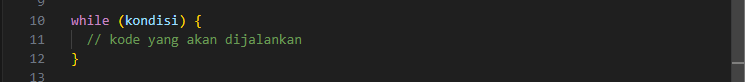 9
10 while (kondisi) {
11 // kode yang akan dijalankan
12 }
13